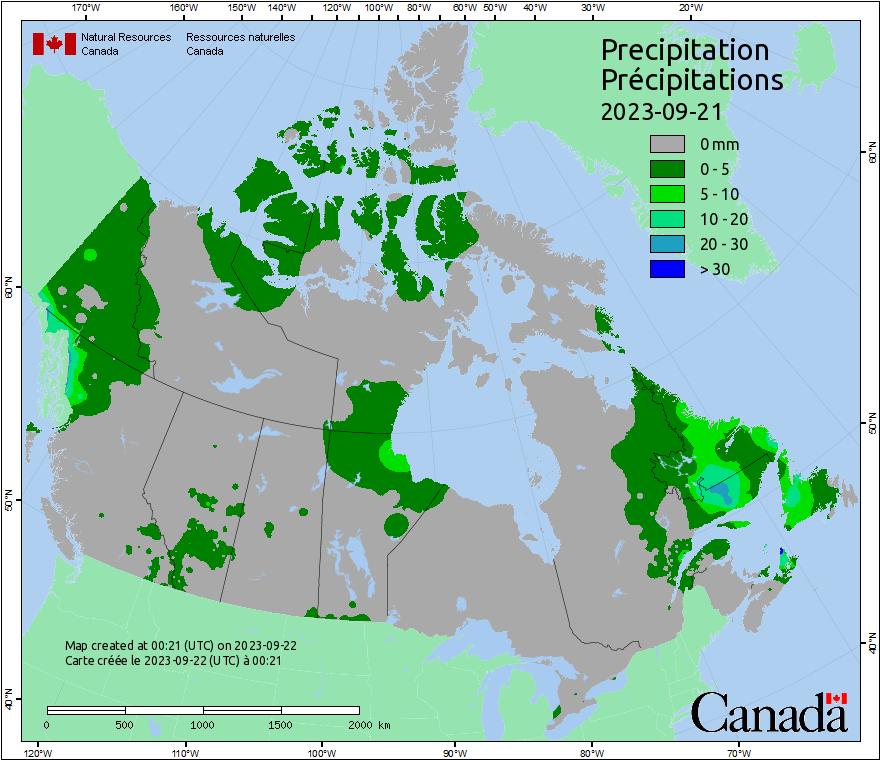 170°W 160°W 150°W 140°W 120°W 100°W 80°W 60°W 50°W 40°W 30°W 20°W
Natural Resources Ressources naturelles
Canada Canada
Precipitation
Précipitations
2023-09-21
0 mm
0 - 5
5 - 10
10 - 20
20 - 30
> 30
60°N
60°N
50°N
50°N
40°N
40°N
Map created at 00:21 (UTC) on 2023-09-22
Carte créée le 2023-09-22 (UTC) à 00:21
0 500 1000 1500 2000 km
Canada
120°W 110°W 100°W 90°W 80°W 70°W